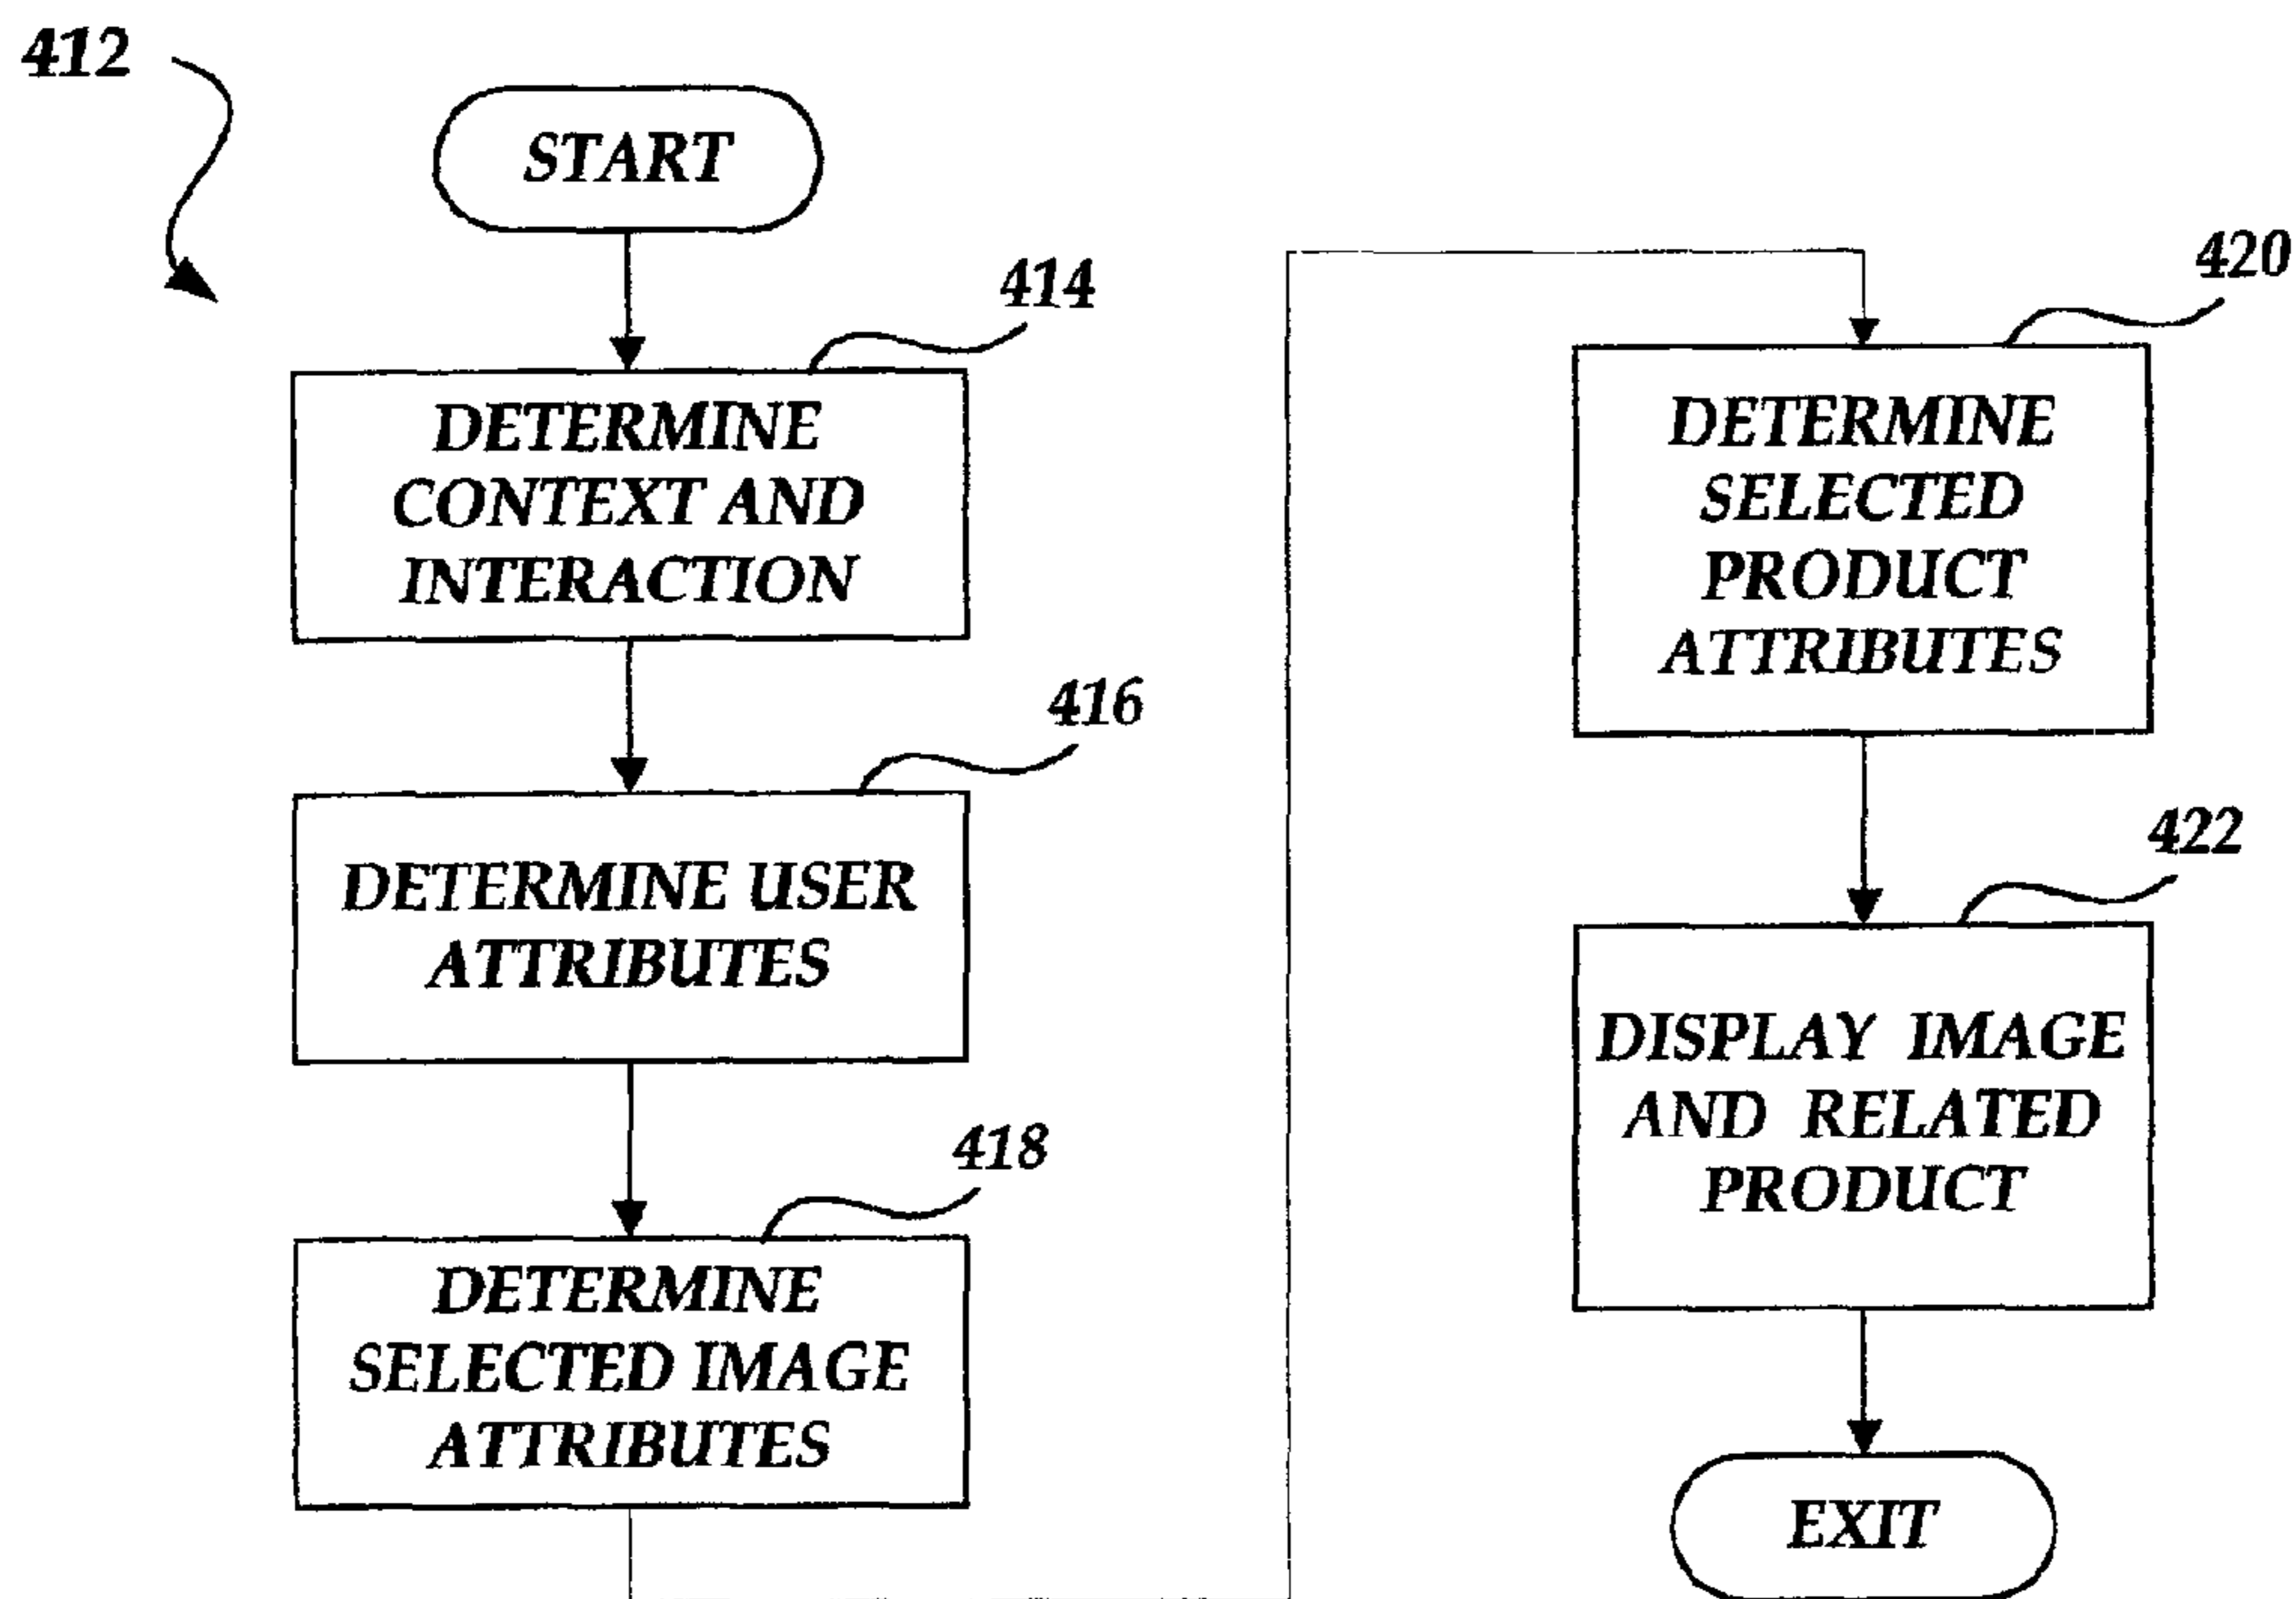 412
START
414
DETERMINE
CONTEXT AND
INTERACTION
416
DETERMINE USER
ATTRIBUTES
418
DETERMINE
SELECTED IMAGE
ATTRIBUTES
420
DETERMINE
SELECTED
PRODUCT
ATTRIBUTES
422
DISPLAY IMAGE
AND RELATED
PRODUCT
EXIT